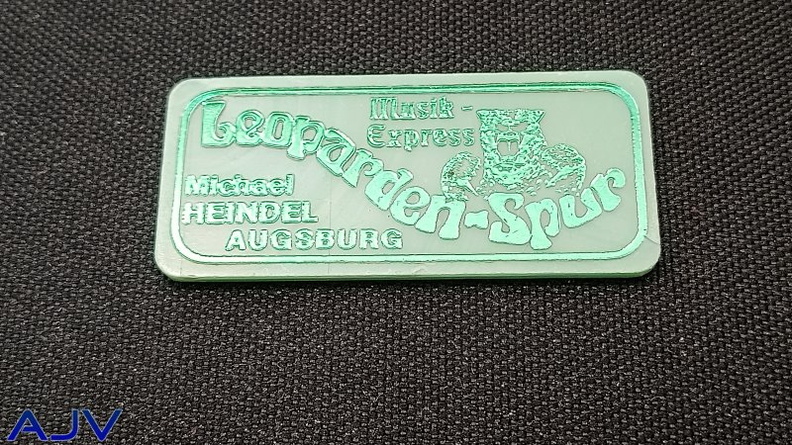 Musik -
Express
Leoparden-Spur
Michael
HEINDEL
AUGSBURG
AJV